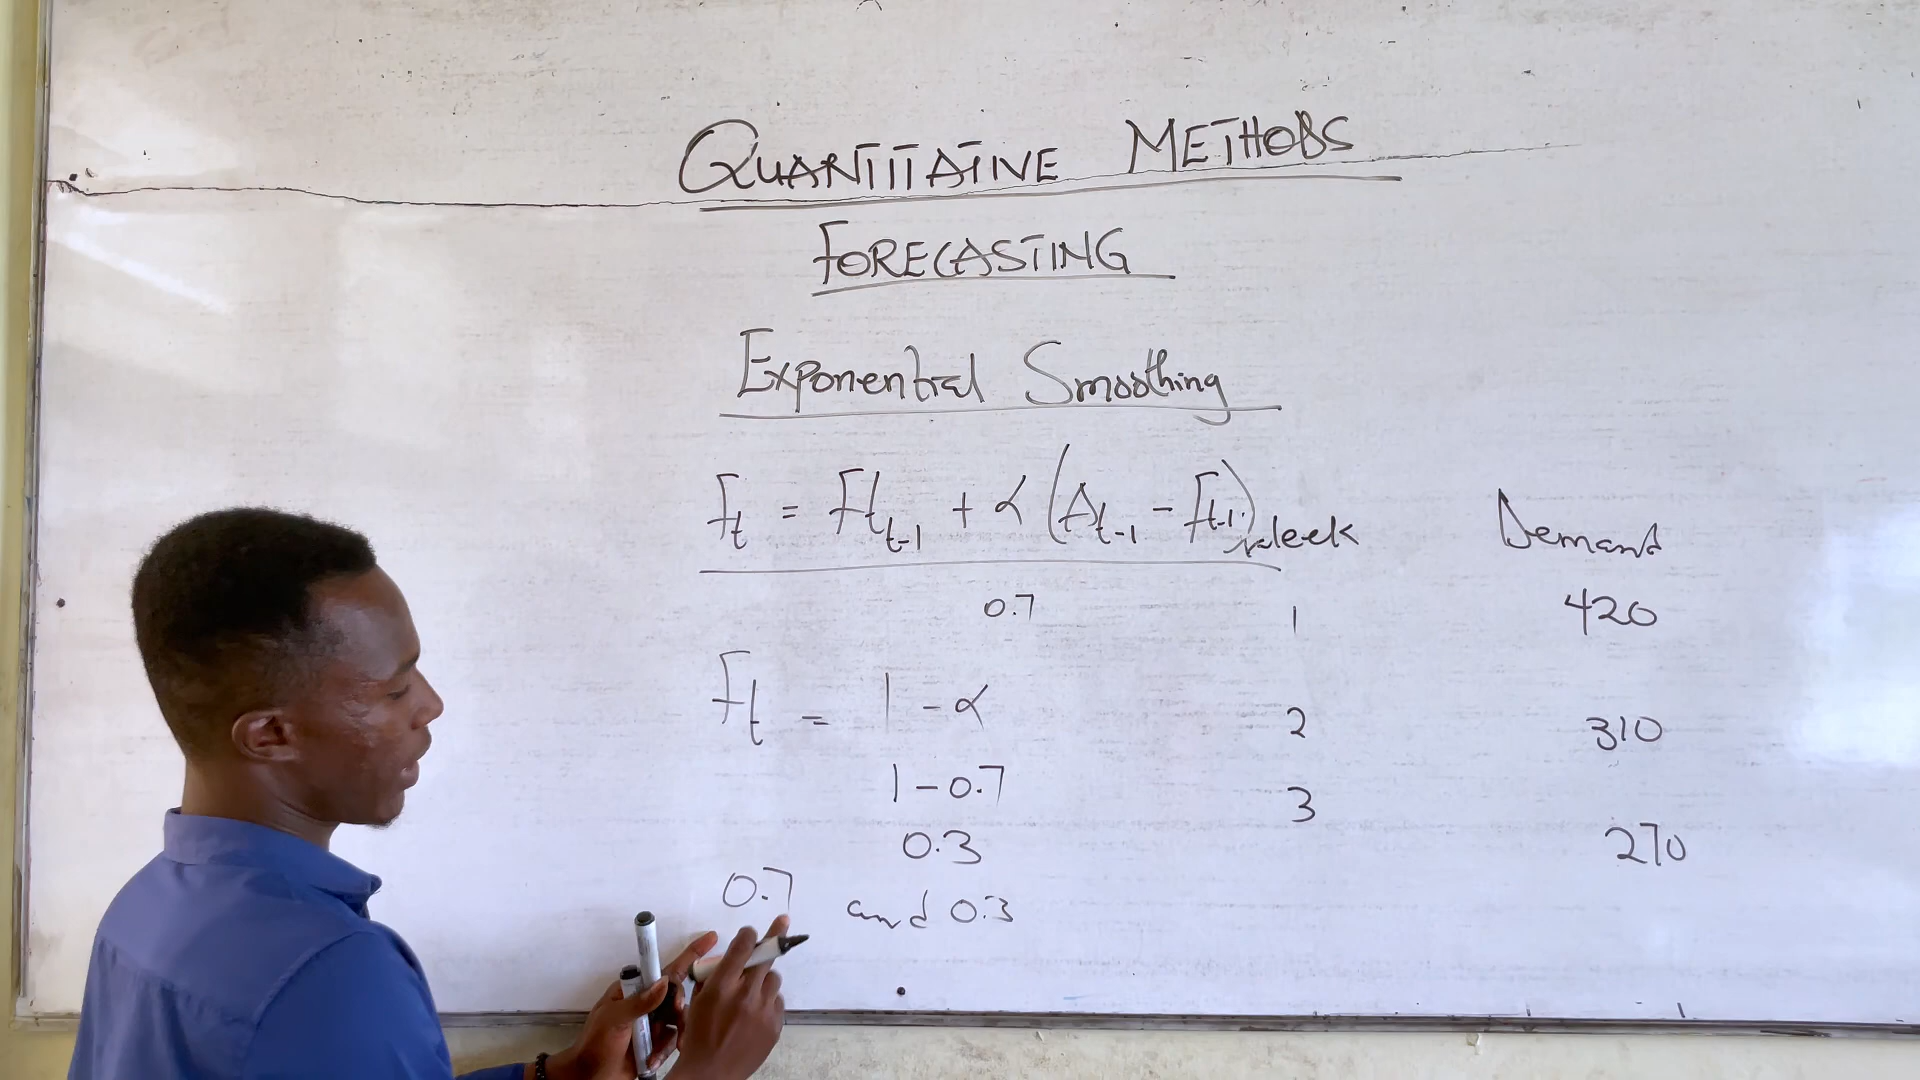 QUANTITATIVE METHODS
FORECASTING
Exponential Smoothing
Ft = Ft t-1 + α (At-1 - Ft-1)
Week Demand
0.7
1 420
Ft = 1 - α
2 310
1 - 0.7
3 270
0.3
0.7 and 0.3